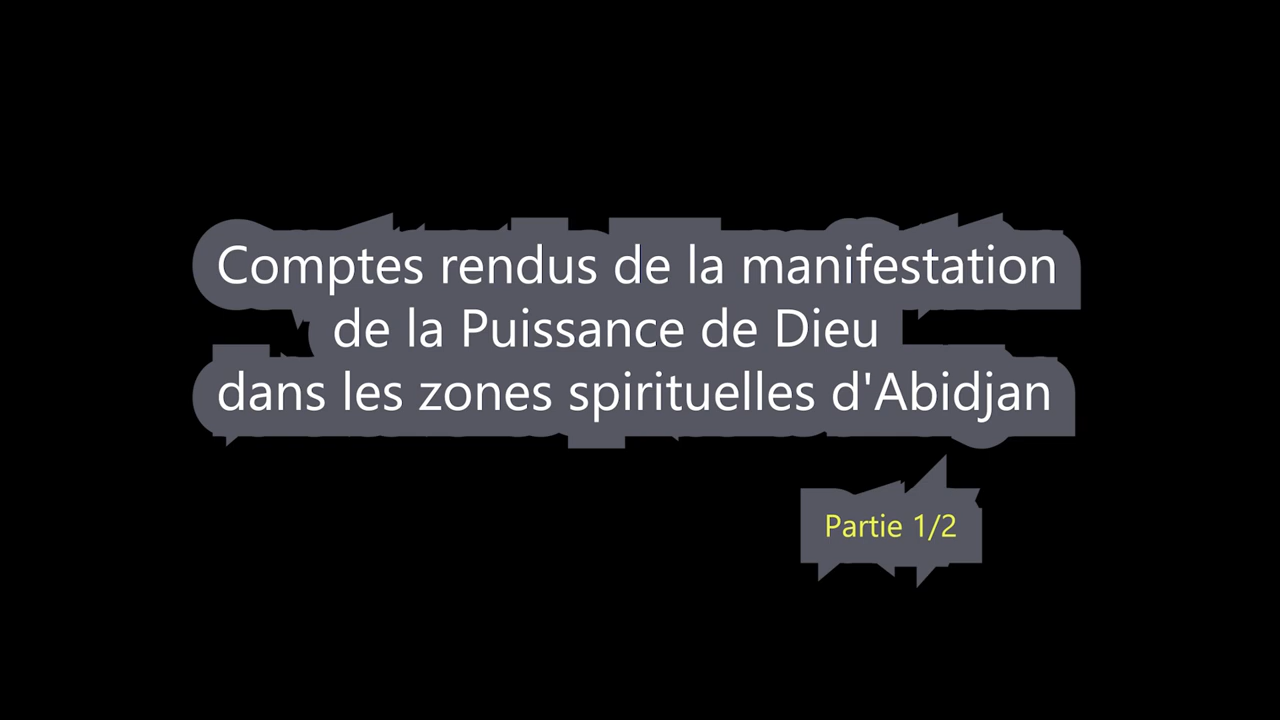 Comptes rendus de la manifestation
de la Puissance de Dieu
dans les zones spirituelles d'Abidjan
Partie 1/2